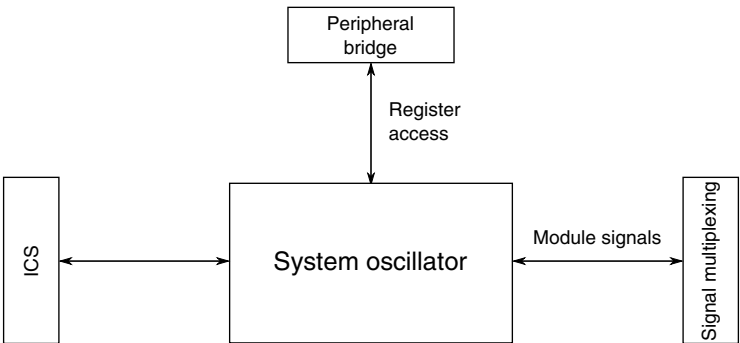 Peripheral
bridge
Register
access
ICS
System oscillator
Module signals
Signal multiplexing